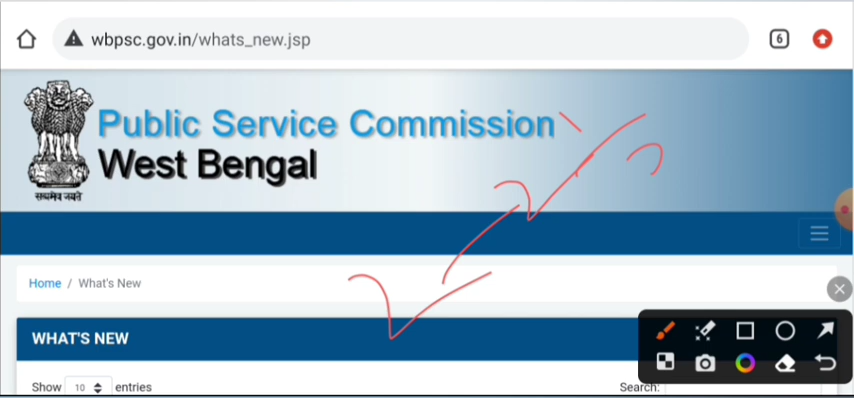 wbpsc.gov.in/whats_new.jsp
6
Public Service Commission
West Bengal
सत्यमेव जयते
Home / What's New
WHAT'S NEW
Show 10 entries
Search: